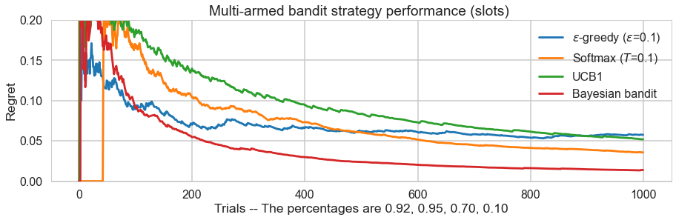 Multi-armed bandit strategy performance (slots)
0.20
0.15
0.10
0.05
0.00
Regret
ε-greedy (ε=0.1)
Softmax (T=0.1)
UCB1
Bayesian bandit
0 200 400 600 800 1000
Trials -- The percentages are 0.92, 0.95, 0.70, 0.10